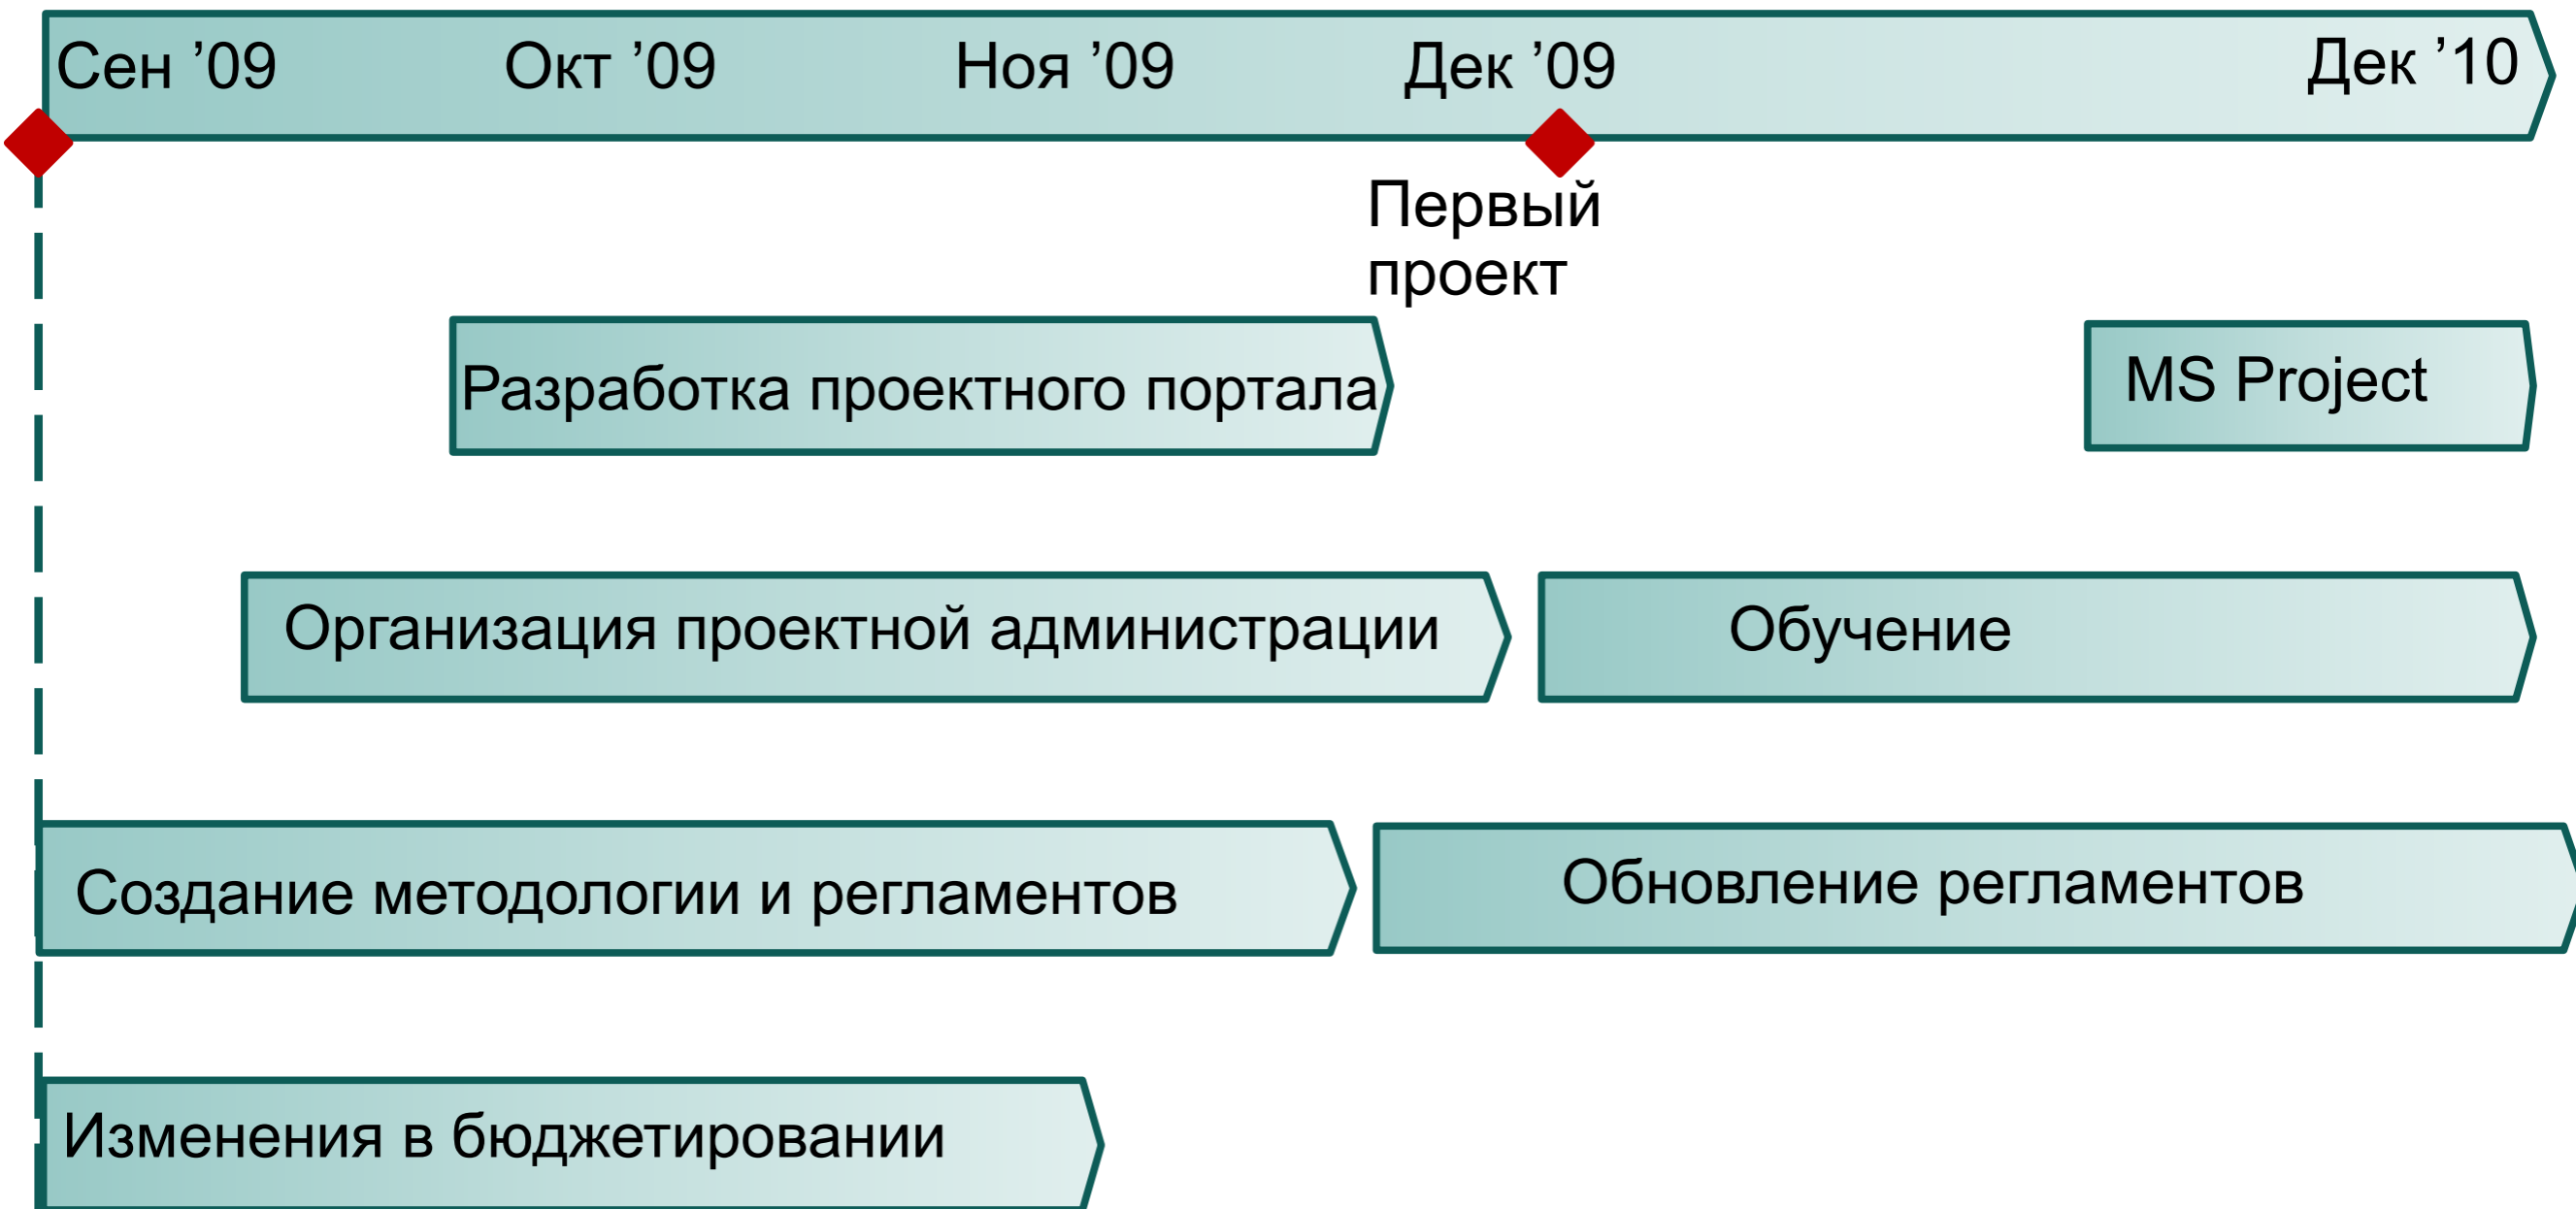 Сен ’09 Окт ’09 Ноя ’09 Дек ’09 Дек ’10
Первый
проект
Разработка проектного портала
MS Project
Организация проектной администрации
Обучение
Создание методологии и регламентов
Обновление регламентов
Изменения в бюджетировании